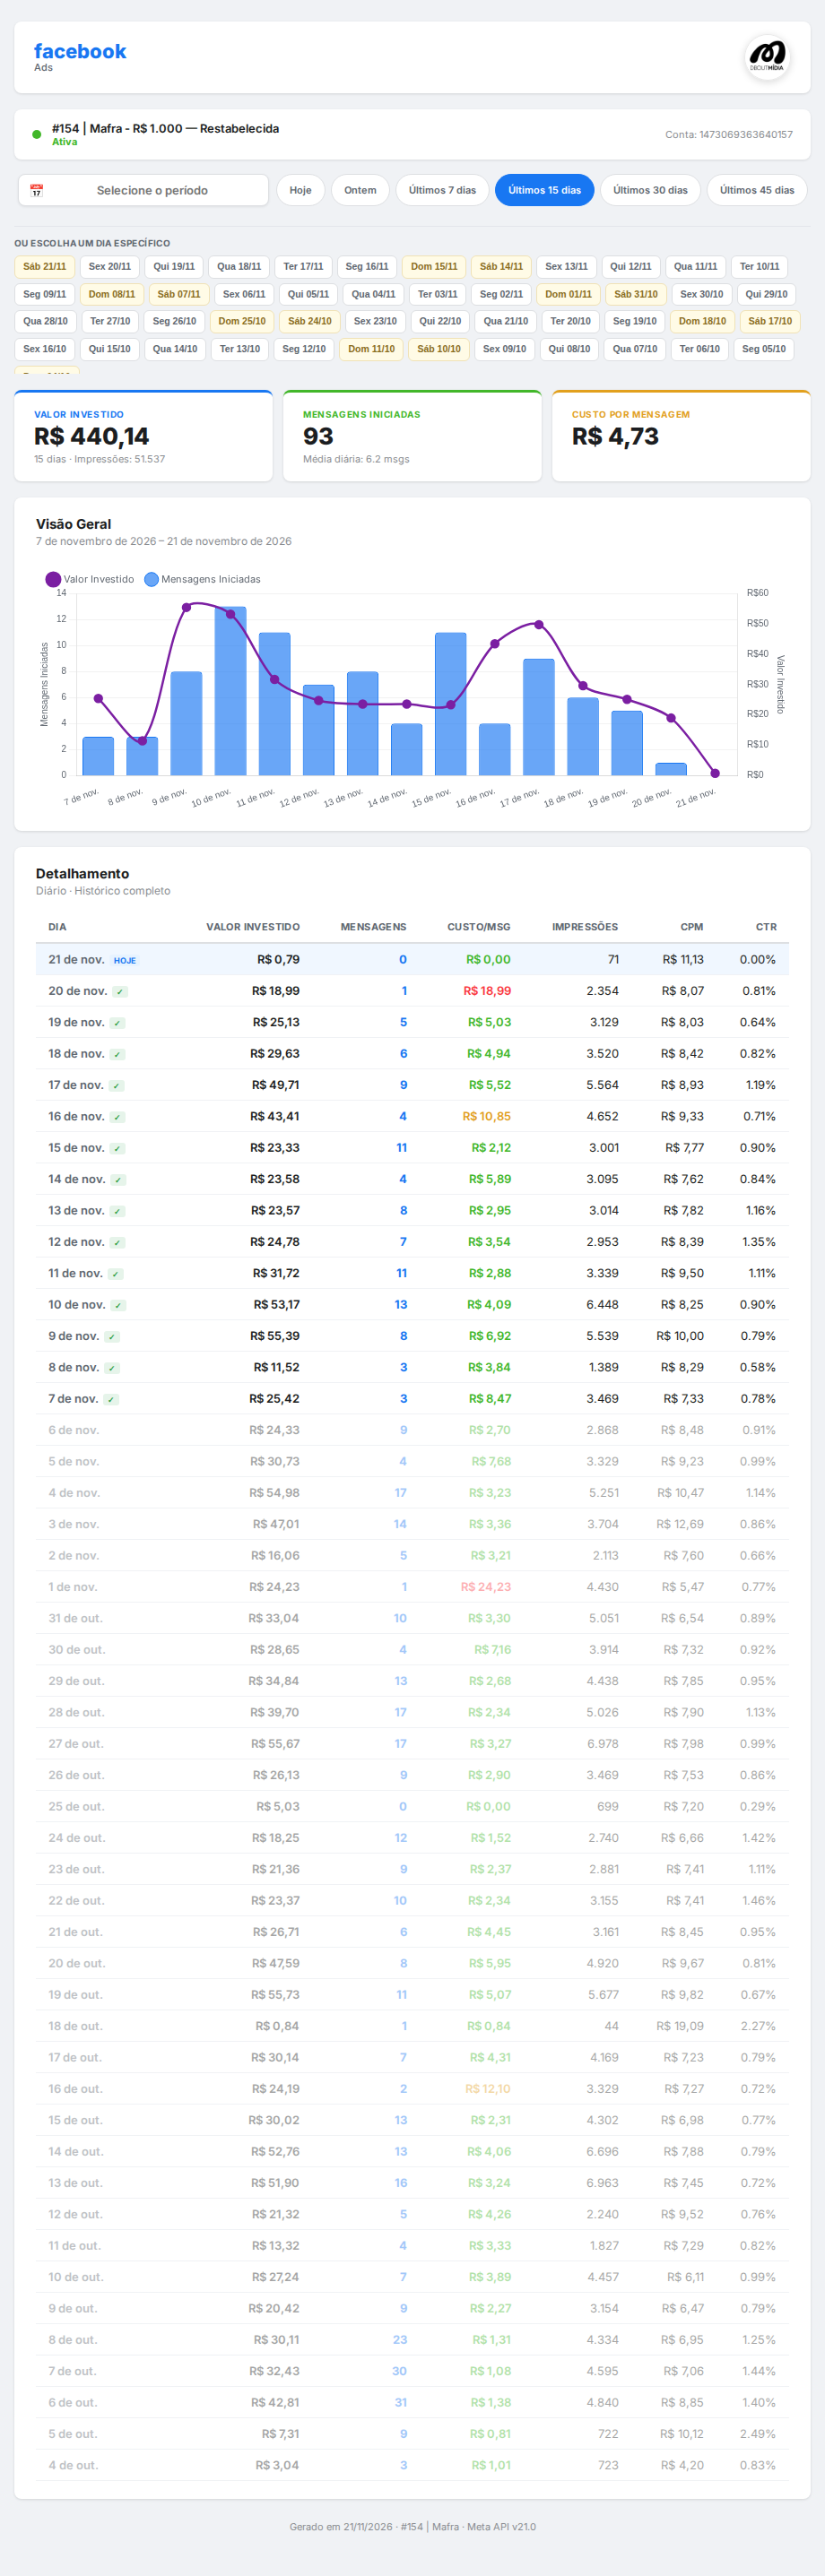 facebook
Ads
ABOUTMÍDIA
#154 | Mafra - R$ 1.000 — Restabelecida
Ativa
Conta: 1473069363640157
📅 Selecione o período Hoje Ontem Últimos 7 dias Últimos 15 dias Últimos 30 dias Últimos 45 dias
OU ESCOLHA UM DIA ESPECÍFICO
Sáb 21/11 Sex 20/11 Qui 19/11 Qua 18/11 Ter 17/11 Seg 16/11 Dom 15/11 Sáb 14/11 Sex 13/11 Qui 12/11 Qua 11/11 Ter 10/11
Seg 09/11 Dom 08/11 Sáb 07/11 Sex 06/11 Qui 05/11 Qua 04/11 Ter 03/11 Seg 02/11 Dom 01/11 Sáb 31/10 Sex 30/10 Qui 29/10
Qua 28/10 Ter 27/10 Seg 26/10 Dom 25/10 Sáb 24/10 Sex 23/10 Qui 22/10 Qua 21/10 Ter 20/10 Seg 19/10 Dom 18/10 Sáb 17/10
Sex 16/10 Qui 15/10 Qua 14/10 Ter 13/10 Seg 12/10 Dom 11/10 Sáb 10/10 Sex 09/10 Qui 08/10 Qua 07/10 Ter 06/10 Seg 05/10
VALOR INVESTIDO
R$ 440,14
15 dias · Impressões: 51.537
MENSAGENS INICIADAS
93
Média diária: 6.2 msgs
CUSTO POR MENSAGEM
R$ 4,73
Visão Geral
7 de novembro de 2026 – 21 de novembro de 2026
Valor Investido Mensagens Iniciadas
Mensagens Iniciadas
14
12
10
8
6
4
2
0
R$60
R$50
R$40
R$30
R$20
R$10
R$0
Valor Investido
7 de nov. 8 de nov. 9 de nov. 10 de nov. 11 de nov. 12 de nov. 13 de nov. 14 de nov. 15 de nov. 16 de nov. 17 de nov. 18 de nov. 19 de nov. 20 de nov. 21 de nov.
Detalhamento
Diário · Histórico completo
DIA VALOR INVESTIDO MENSAGENS CUSTO/MSG IMPRESSÕES CPM CTR
21 de nov. HOJE R$ 0,79 0 R$ 0,00 71 R$ 11,13 0.00%
20 de nov. ✓ R$ 18,99 1 R$ 18,99 2.354 R$ 8,07 0.81%
19 de nov. ✓ R$ 25,13 5 R$ 5,03 3.129 R$ 8,03 0.64%
18 de nov. ✓ R$ 29,63 6 R$ 4,94 3.520 R$ 8,42 0.82%
17 de nov. ✓ R$ 49,71 9 R$ 5,52 5.564 R$ 8,93 1.19%
16 de nov. ✓ R$ 43,41 4 R$ 10,85 4.652 R$ 9,33 0.71%
15 de nov. ✓ R$ 23,33 11 R$ 2,12 3.001 R$ 7,77 0.90%
14 de nov. ✓ R$ 23,58 4 R$ 5,89 3.095 R$ 7,62 0.84%
13 de nov. ✓ R$ 23,57 8 R$ 2,95 3.014 R$ 7,82 1.16%
12 de nov. ✓ R$ 24,78 7 R$ 3,54 2.953 R$ 8,39 1.35%
11 de nov. ✓ R$ 31,72 11 R$ 2,88 3.339 R$ 9,50 1.11%
10 de nov. ✓ R$ 53,17 13 R$ 4,09 6.448 R$ 8,25 0.90%
9 de nov. ✓ R$ 55,39 8 R$ 6,92 5.539 R$ 10,00 0.79%
8 de nov. ✓ R$ 11,52 3 R$ 3,84 1.389 R$ 8,29 0.58%
7 de nov. ✓ R$ 25,42 3 R$ 8,47 3.469 R$ 7,33 0.78%
6 de nov. R$ 24,33 9 R$ 2,70 2.868 R$ 8,48 0.91%
5 de nov. R$ 30,73 4 R$ 7,68 3.329 R$ 9,23 0.99%
4 de nov. R$ 54,98 17 R$ 3,23 5.251 R$ 10,47 1.14%
3 de nov. R$ 47,01 14 R$ 3,36 3.704 R$ 12,69 0.86%
2 de nov. R$ 16,06 5 R$ 3,21 2.113 R$ 7,60 0.66%
1 de nov. R$ 24,23 1 R$ 24,23 4.430 R$ 5,47 0.77%
31 de out. R$ 33,04 10 R$ 3,30 5.051 R$ 6,54 0.89%
30 de out. R$ 28,65 4 R$ 7,16 3.914 R$ 7,32 0.92%
29 de out. R$ 34,84 13 R$ 2,68 4.438 R$ 7,85 0.95%
28 de out. R$ 39,70 17 R$ 2,34 5.026 R$ 7,90 1.13%
27 de out. R$ 55,67 17 R$ 3,27 6.978 R$ 7,98 0.99%
26 de out. R$ 26,13 9 R$ 2,90 3.469 R$ 7,53 0.86%
25 de out. R$ 5,03 0 R$ 0,00 699 R$ 7,20 0.29%
24 de out. R$ 18,25 12 R$ 1,52 2.740 R$ 6,66 1.42%
23 de out. R$ 21,36 9 R$ 2,37 2.881 R$ 7,41 1.11%
22 de out. R$ 23,37 10 R$ 2,34 3.155 R$ 7,41 1.46%
21 de out. R$ 26,71 6 R$ 4,45 3.161 R$ 8,45 0.95%
20 de out. R$ 47,59 8 R$ 5,95 4.920 R$ 9,67 0.81%
19 de out. R$ 55,73 11 R$ 5,07 5.677 R$ 9,82 0.67%
18 de out. R$ 0,84 1 R$ 0,84 44 R$ 19,09 2.27%
17 de out. R$ 30,14 7 R$ 4,31 4.169 R$ 7,23 0.79%
16 de out. R$ 24,19 2 R$ 12,10 3.329 R$ 7,27 0.72%
15 de out. R$ 30,02 13 R$ 2,31 4.302 R$ 6,98 0.77%
14 de out. R$ 52,76 13 R$ 4,06 6.696 R$ 7,88 0.79%
13 de out. R$ 51,90 16 R$ 3,24 6.963 R$ 7,45 0.72%
12 de out. R$ 21,32 5 R$ 4,26 2.240 R$ 9,52 0.76%
11 de out. R$ 13,32 4 R$ 3,33 1.827 R$ 7,29 0.82%
10 de out. R$ 27,24 7 R$ 3,89 4.457 R$ 6,11 0.99%
9 de out. R$ 20,42 9 R$ 2,27 3.154 R$ 6,47 0.79%
8 de out. R$ 30,11 23 R$ 1,31 4.334 R$ 6,95 1.25%
7 de out. R$ 32,43 30 R$ 1,08 4.595 R$ 7,06 1.44%
6 de out. R$ 42,81 31 R$ 1,38 4.840 R$ 8,85 1.40%
5 de out. R$ 7,31 9 R$ 0,81 722 R$ 10,12 2.49%
4 de out. R$ 3,04 3 R$ 1,01 723 R$ 4,20 0.83%
Gerado em 21/11/2026 · #154 | Mafra · Meta API v21.0